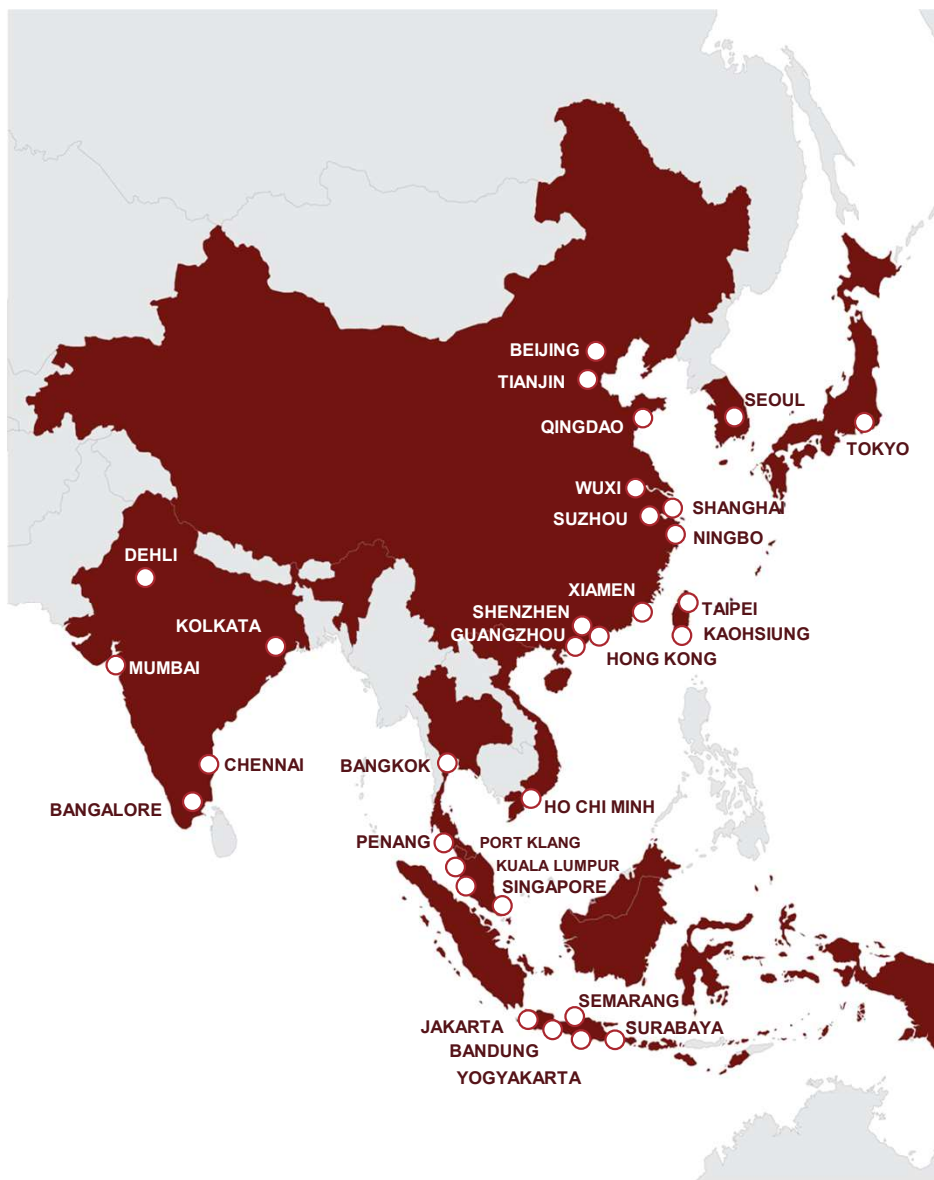 BEIJING
TIANJIN
SEOUL
QINGDAO
TOKYO
WUXI
SHANGHAI
SUZHOU
NINGBO
DEHLI
XIAMEN
TAIPEI
SHENZHEN
KOLKATA
GUANGZHOU
KAOHSIUNG
HONG KONG
MUMBAI
CHENNAI
BANGKOK
BANGALORE
HO CHI MINH
PENANG
PORT KLANG
KUALA LUMPUR
SINGAPORE
SEMARANG
JAKARTA
SURABAYA
BANDUNG
YOGYAKARTA